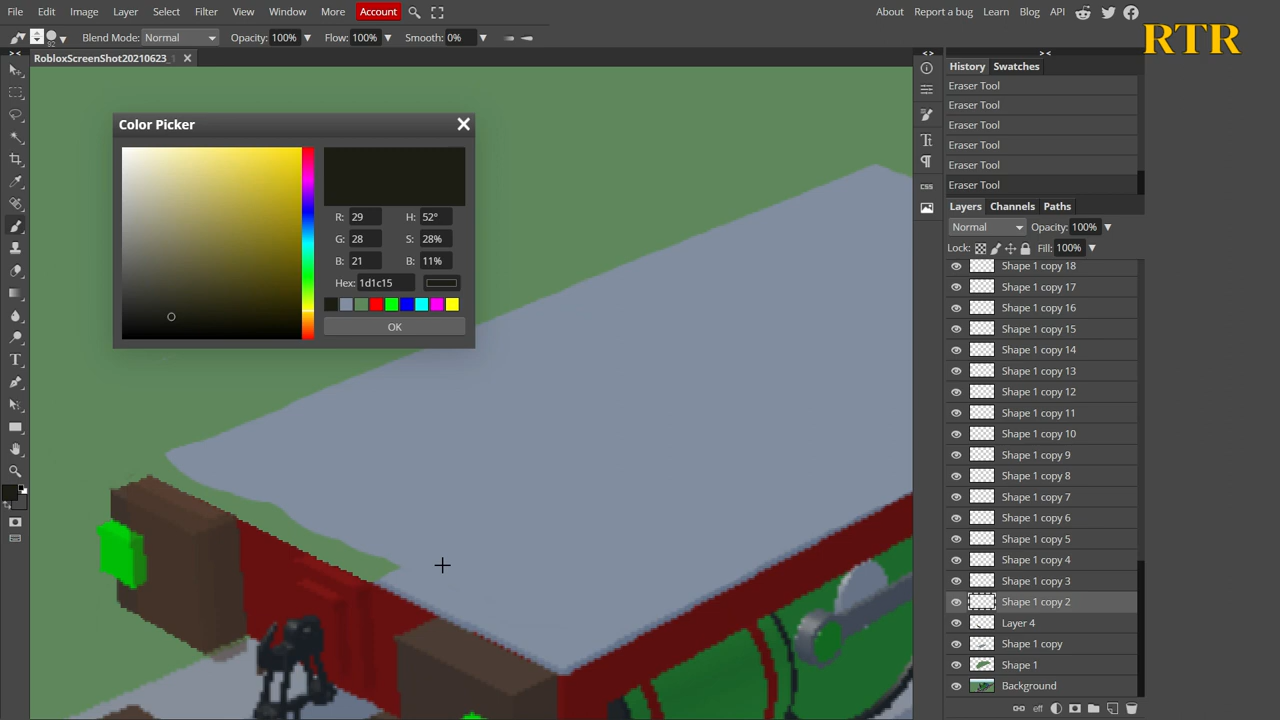 File Edit Image Layer Select Filter View Window More Account About Report a bug Learn Blog API
RTR
92 Blend Mode: Normal Opacity: 100% Flow: 100% Smooth: 0%
RobloxScreenShot20210623_
Color Picker
R: 29 H: 52°
G: 28 S: 28%
B: 21 B: 11%
Hex: 1d1c15
OK
History Swatches
Eraser Tool
Eraser Tool
Eraser Tool
Eraser Tool
Eraser Tool
Eraser Tool
Layers Channels Paths
Normal Opacity: 100%
Lock: Fill: 100%
Shape 1 copy 18
Shape 1 copy 17
Shape 1 copy 16
Shape 1 copy 15
Shape 1 copy 14
Shape 1 copy 13
Shape 1 copy 12
Shape 1 copy 11
Shape 1 copy 10
Shape 1 copy 9
Shape 1 copy 8
Shape 1 copy 7
Shape 1 copy 6
Shape 1 copy 5
Shape 1 copy 4
Shape 1 copy 3
Shape 1 copy 2
Layer 4
Shape 1 copy
Shape 1
Background
css
eff